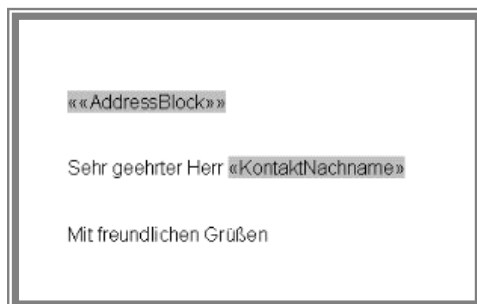 ««AddressBlock»»
Sehr geehrter Herr «KontaktNachname»
Mit freundlichen Grüßen